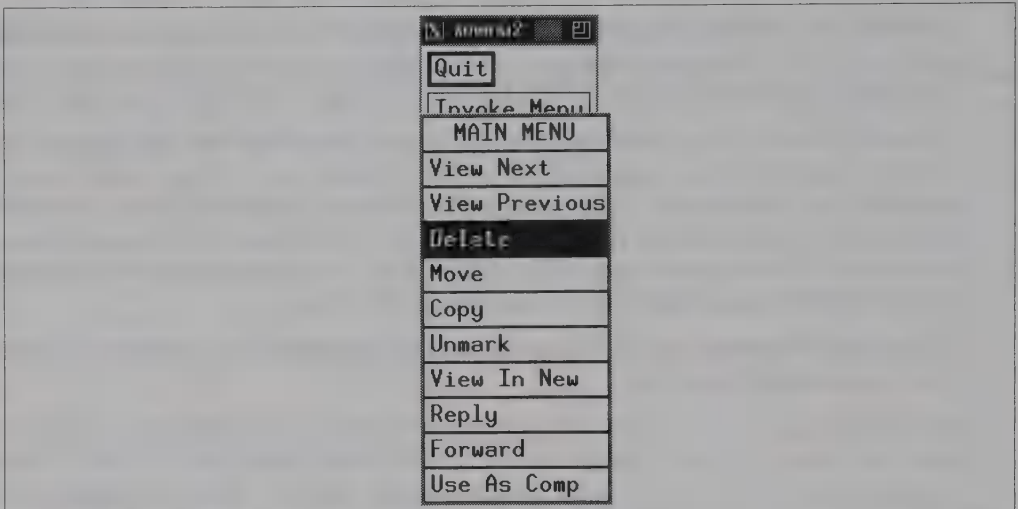 Quit
Invoke Menu
MAIN MENU
View Next
View Previous
Delete
Move
Copy
Unmark
View In New
Reply
Forward
Use As Comp